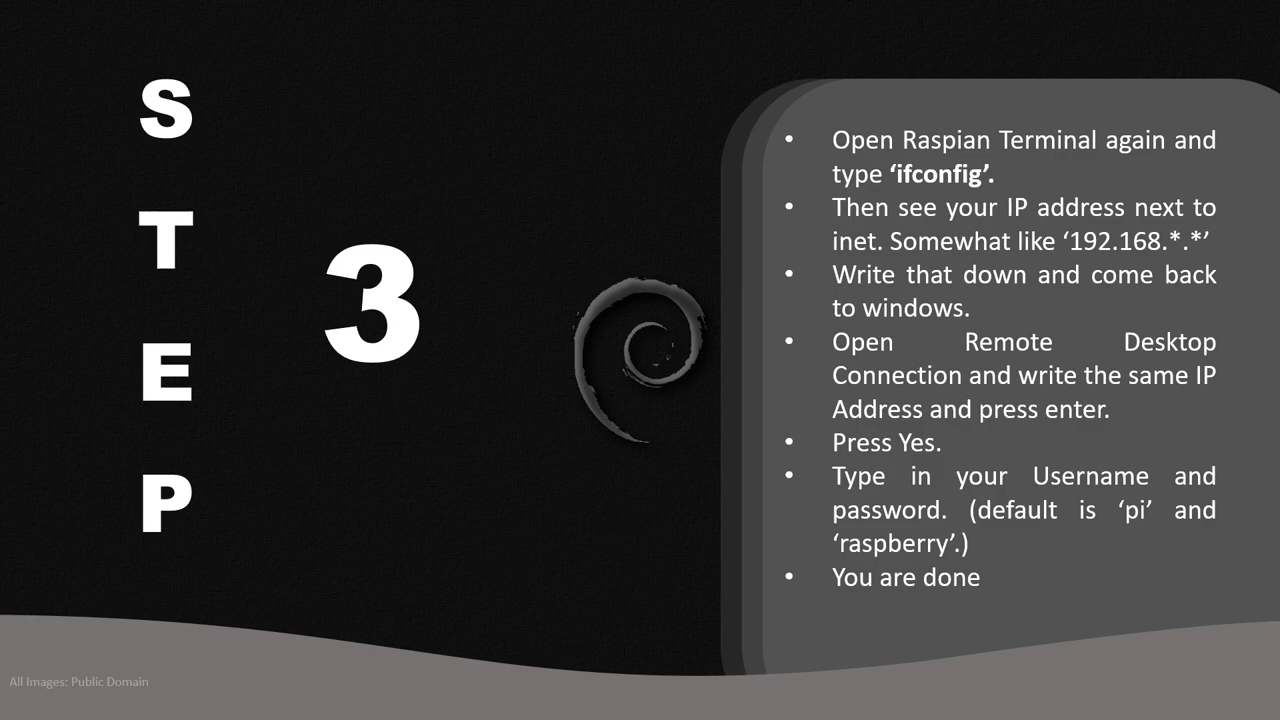 S
T
E
P
3
• Open Raspian Terminal again and
type ‘ifconfig’.
• Then see your IP address next to
inet. Somewhat like ‘192.168.*.*’
• Write that down and come back
to windows.
• Open Remote Desktop
Connection and write the same IP
Address and press enter.
• Press Yes.
• Type in your Username and
password. (default is ‘pi’ and
‘raspberry’.)
• You are done
All Images: Public Domain